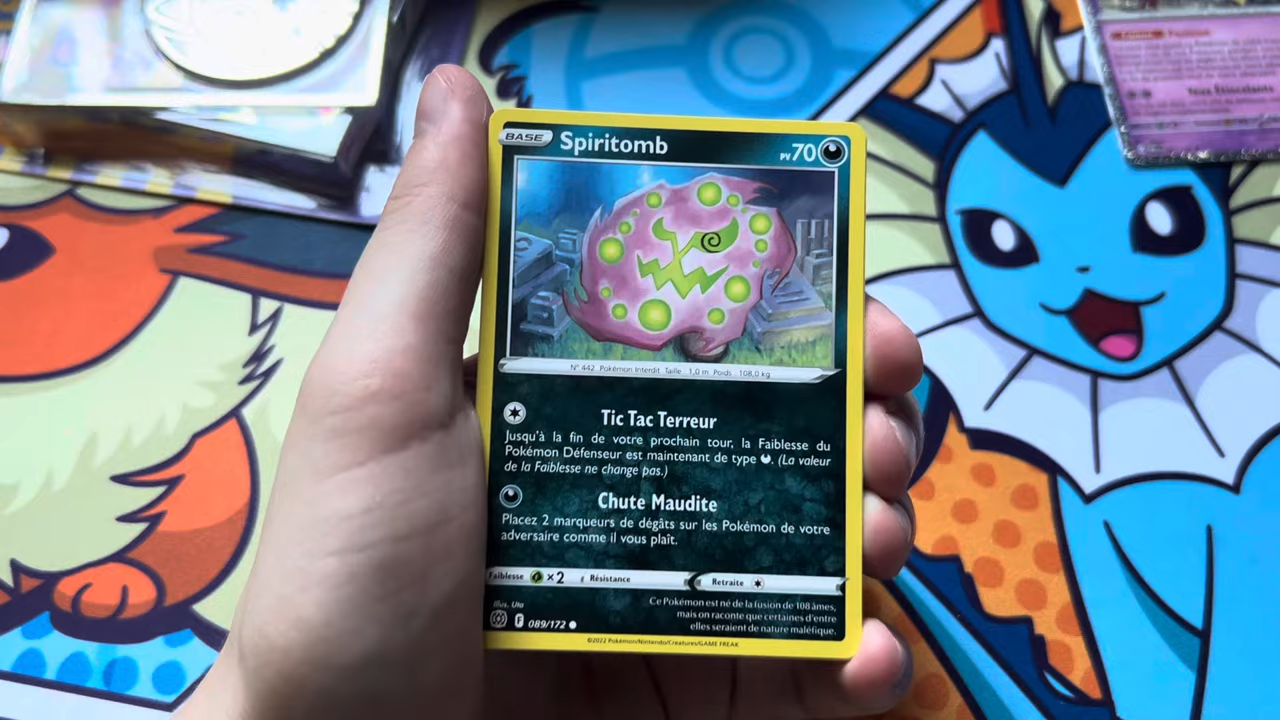 BASE Spiritomb PV 70
N° 442 Pokémon Interdit Taille : 1,0 m Poids : 108,0 kg
Tic Tac Terreur
Jusqu'à la fin de votre prochain tour, la Faiblesse du
Pokémon Défenseur est maintenant de type . (La valeur
de la Faiblesse ne change pas.)
Chute Maudite
Placez 2 marqueurs de dégâts sur les Pokémon de votre
adversaire comme il vous plaît.
Faiblesse ×2 Résistance Retraite
Illus. Uta
F 089/172
Ce Pokémon est né de la fusion de 108 âmes,
mais on raconte que certaines d'entre
elles seraient de nature maléfique.
©2022 Pokémon/Nintendo/Creatures/GAME FREAK